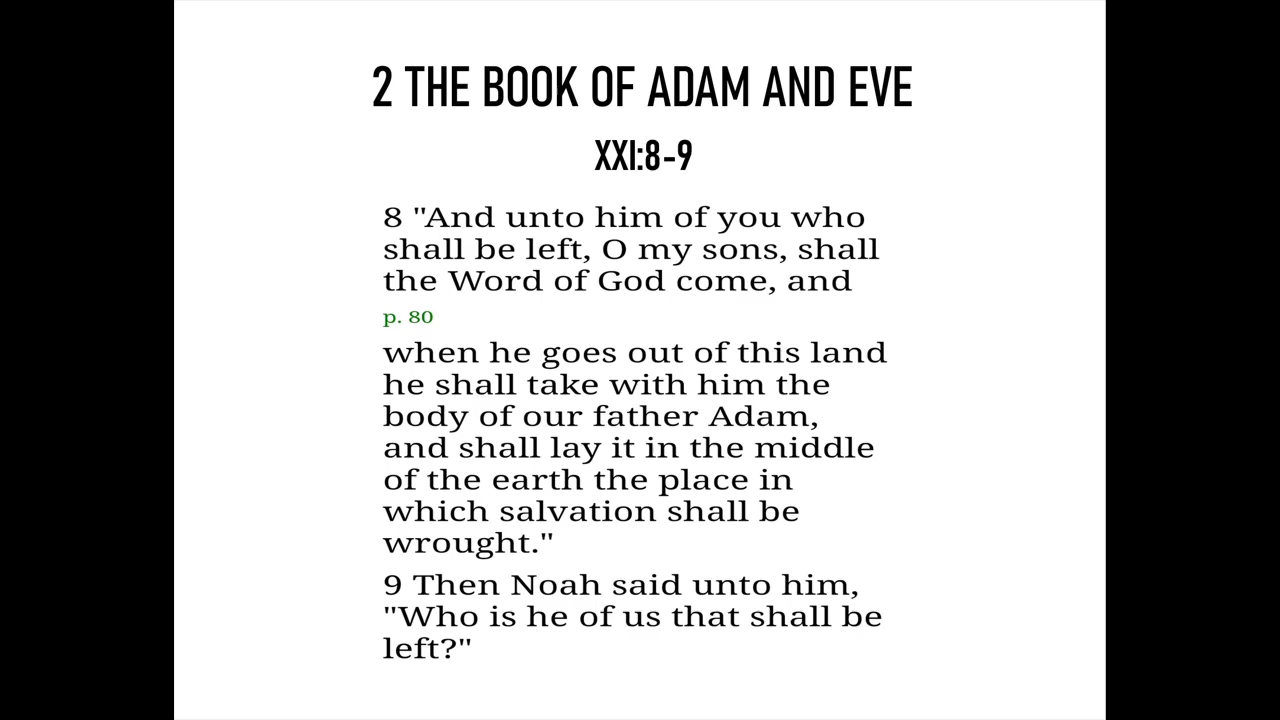 2 THE BOOK OF ADAM AND EVE
XXI:8-9
8 "And unto him of you who
shall be left, O my sons, shall
the Word of God come, and
p. 80
when he goes out of this land
he shall take with him the
body of our father Adam,
and shall lay it in the middle
of the earth the place in
which salvation shall be
wrought."
9 Then Noah said unto him,
"Who is he of us that shall be
left?"